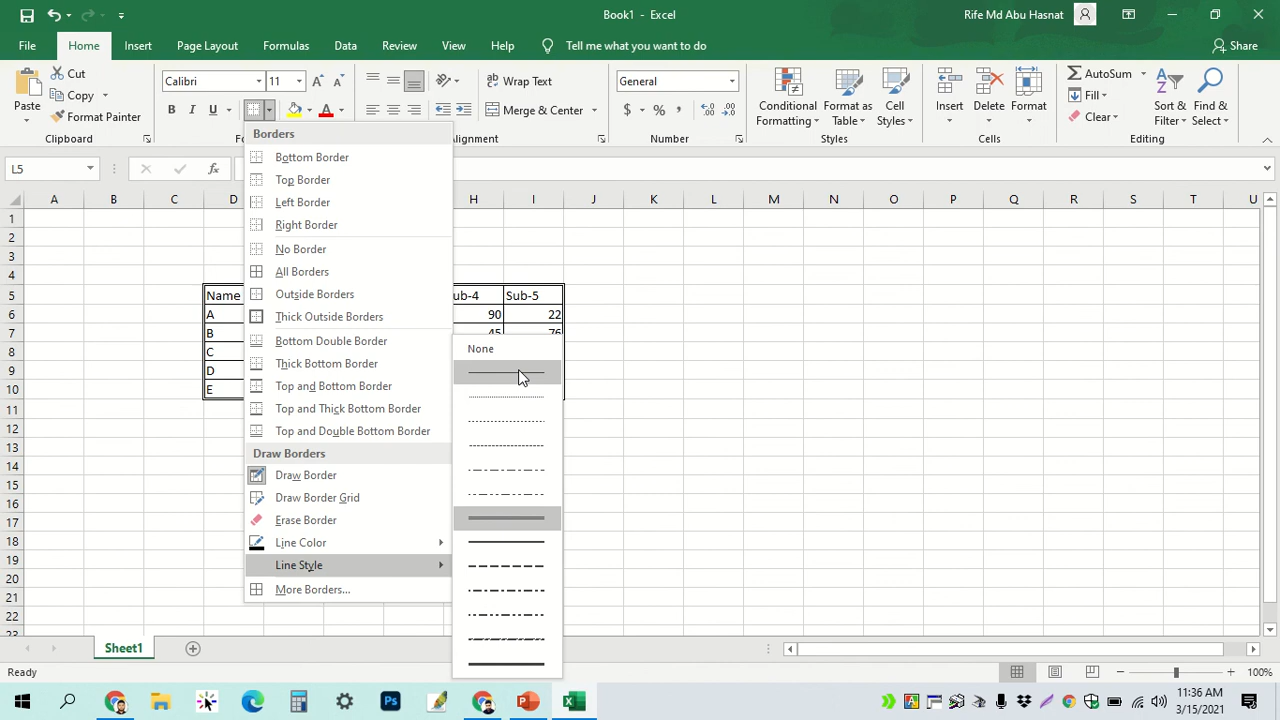 Book1 - Excel
Rife Md Abu Hasnat
File Home Insert Page Layout Formulas Data Review View Help Tell me what you want to do Share
Paste
Cut
Copy
Format Painter
Clipboard
Calibri 11
B I U
Wrap Text
Merge & Center
Alignment
General
$ % ,
Number
Conditional Formatting
Format as Table
Cell Styles
Styles
Insert Delete Format
Cells
AutoSum
Fill
Clear
Sort & Filter
Find & Select
Editing
L5
fx
A B C D H I J K L M N O P Q R S T U
1
2
3
4
5 Name ub-4 Sub-5
6 A 90 22
7 B 45 76
8 C
9 D
10 E
11
12
13
14
15
16
17
18
19
20
21
22
23
Borders
Bottom Border
Top Border
Left Border
Right Border
No Border
All Borders
Outside Borders
Thick Outside Borders
Bottom Double Border
Thick Bottom Border
Top and Bottom Border
Top and Thick Bottom Border
Top and Double Bottom Border
Draw Borders
Draw Border
Draw Border Grid
Erase Border
Line Color
Line Style
More Borders...
None
Sheet1
Ready
100%
11:36 AM
3/15/2021